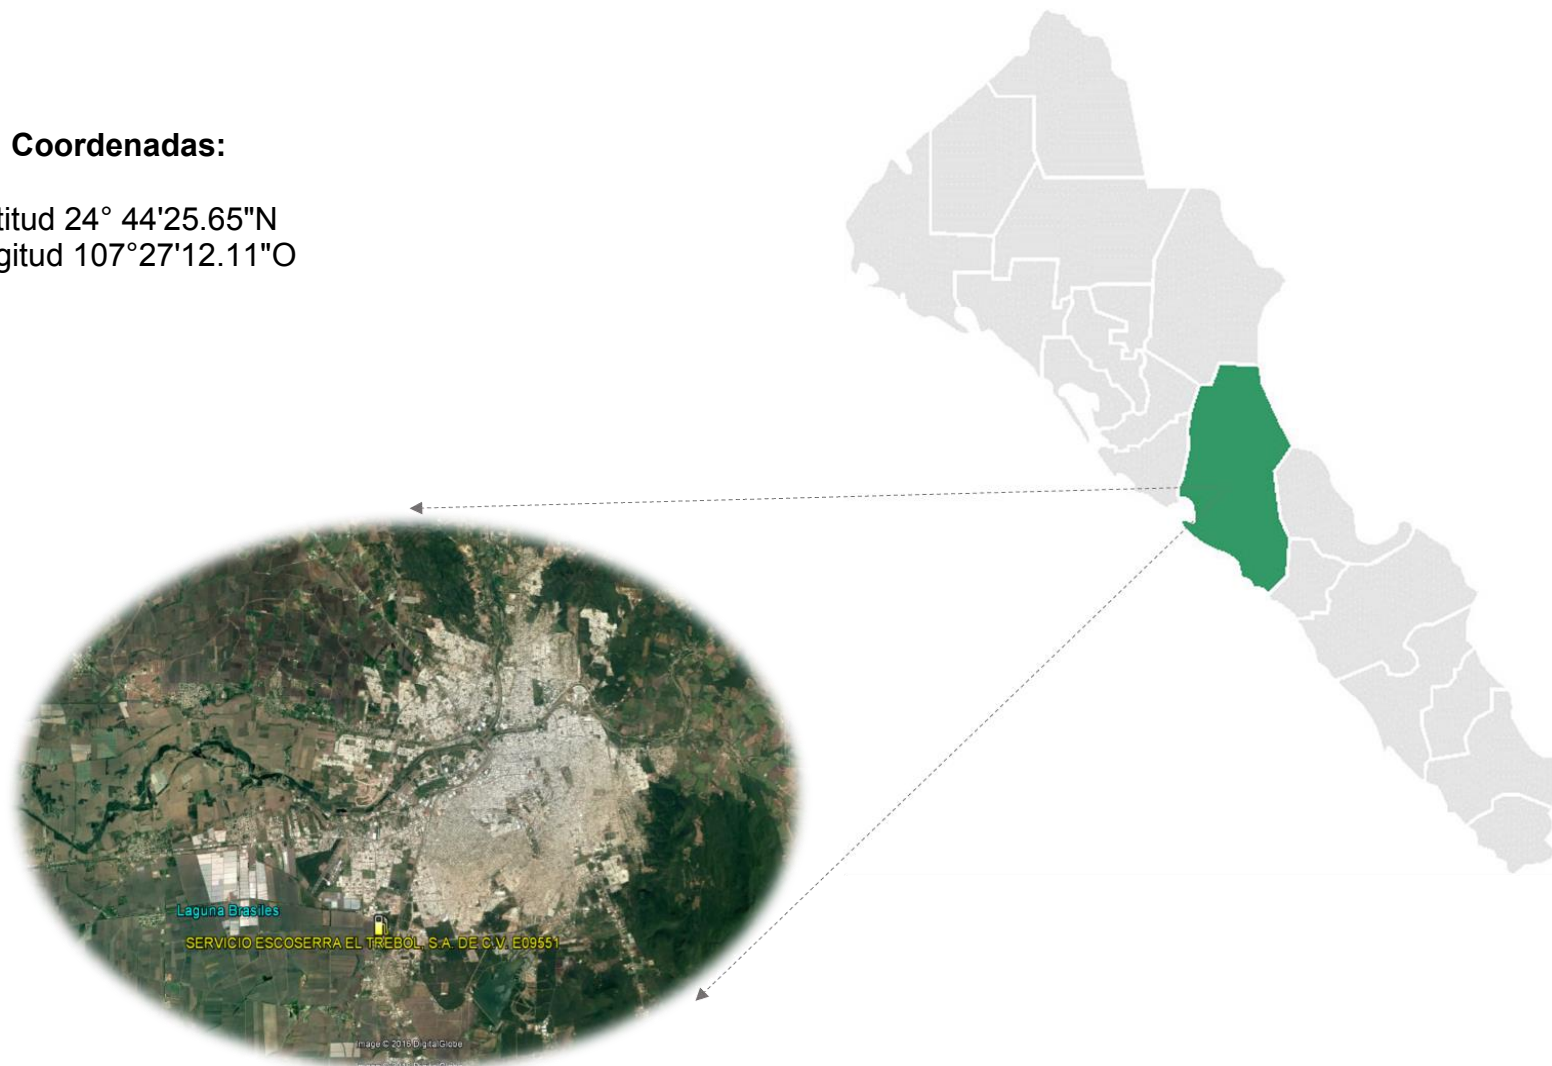 Coordenadas:
titud 24° 44'25.65"N
gitud 107°27'12.11"O
Laguna Brasiles
SERVICIO ESCOSERRA EL TREBOL, S.A. DE C.V. E09551
Image © 2016 DigitalGlobe